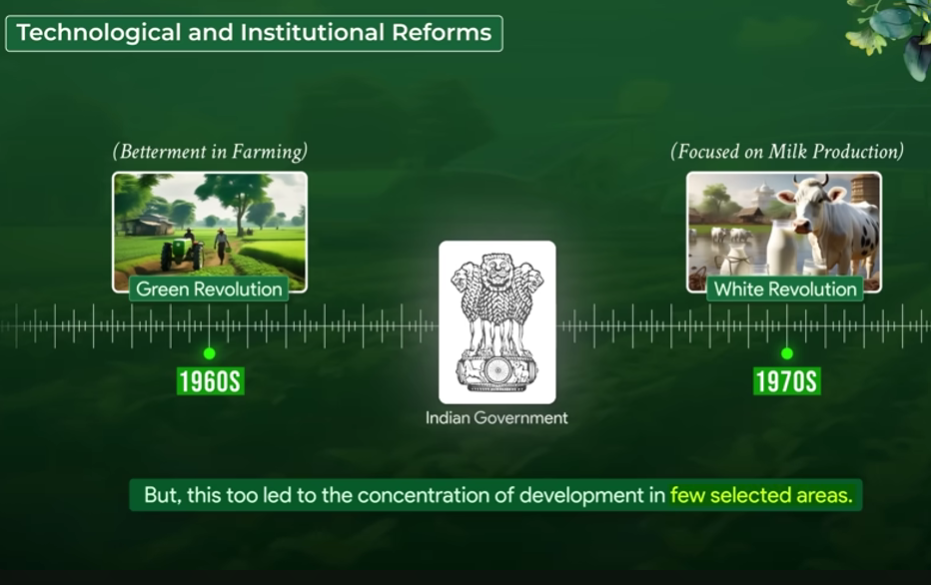 Technological and Institutional Reforms
(Betterment in Farming)
(Focused on Milk Production)
Green Revolution
White Revolution
1960S
1970S
Indian Government
But, this too led to the concentration of development in few selected areas.